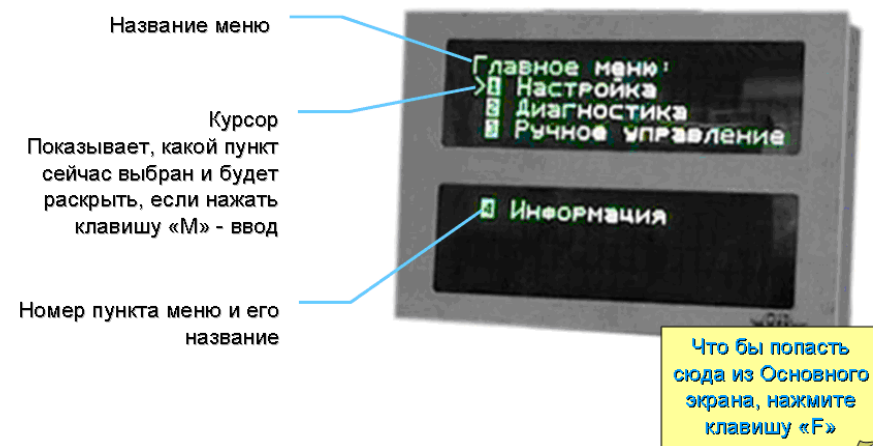 Название меню
Курсор
Показывает, какой пункт
сейчас выбран и будет
раскрыть, если нажать
клавишу «М» - ввод
Номер пункта меню и его
название
Главное меню:
>1 Настройка
2 Диагностика
3 Ручное управление
4 Информация
Что бы попасть
сюда из Основного
экрана, нажмите
клавишу «F»